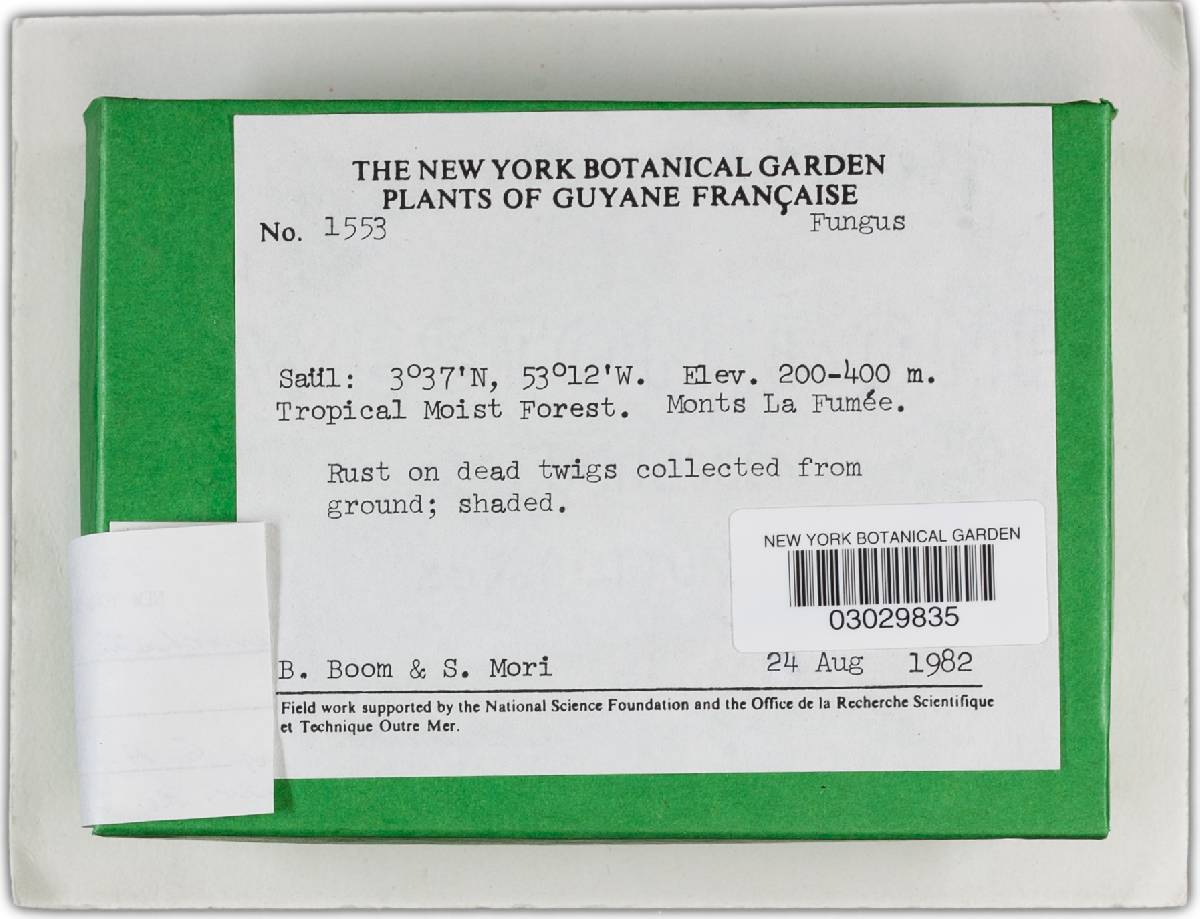 THE NEW YORK BOTANICAL GARDEN
PLANTS OF GUYANE FRANÇAISE
No. 1553 Fungus
Saül: 3°37'N, 53°12'W. Elev. 200-400 m.
Tropical Moist Forest. Monts La Fumée.
Rust on dead twigs collected from
ground; shaded.
NEW YORK BOTANICAL GARDEN
03029835
B. Boom & S. Mori 24 Aug 1982
Field work supported by the National Science Foundation and the Office de la Recherche Scientifique
et Technique Outre Mer.